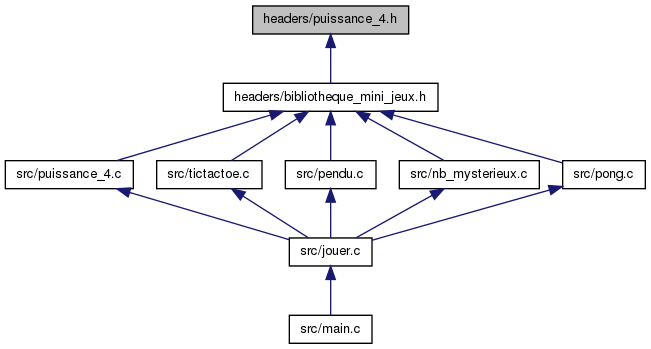 headers/puissance_4.h
headers/bibliotheque_mini_jeux.h
src/puissance_4.c
src/tictactoe.c
src/pendu.c
src/nb_mysterieux.c
src/pong.c
src/jouer.c
src/main.c